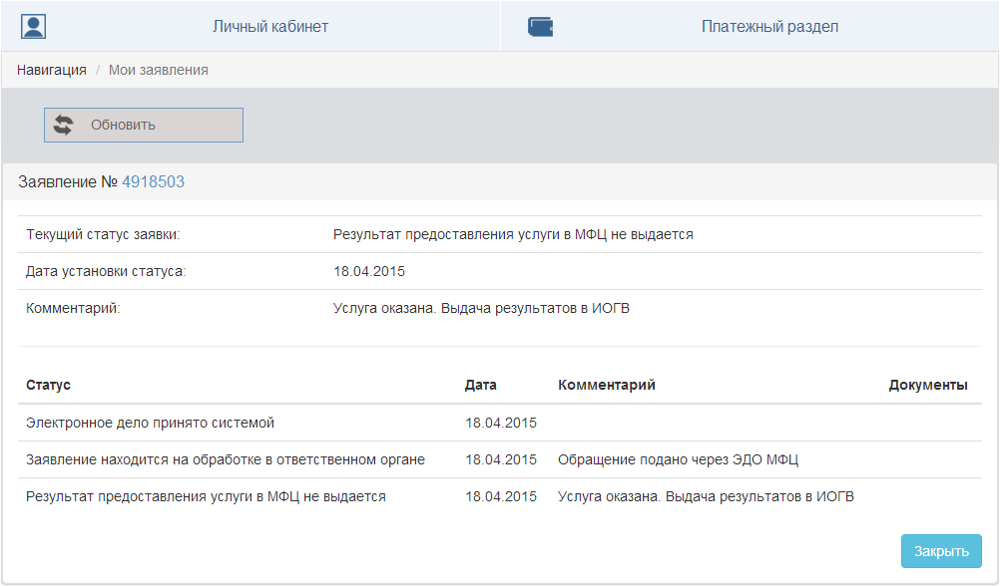 Личный кабинет Платежный раздел
Навигация / Мои заявления
Обновить
Заявление № 4918503
Текущий статус заявки: Результат предоставления услуги в МФЦ не выдается
Дата установки статуса: 18.04.2015
Комментарий: Услуга оказана. Выдача результатов в ИОГВ
Статус Дата Комментарий Документы
Электронное дело принято системой 18.04.2015
Заявление находится на обработке в ответственном органе 18.04.2015 Обращение подано через ЭДО МФЦ
Результат предоставления услуги в МФЦ не выдается 18.04.2015 Услуга оказана. Выдача результатов в ИОГВ
Закрыть